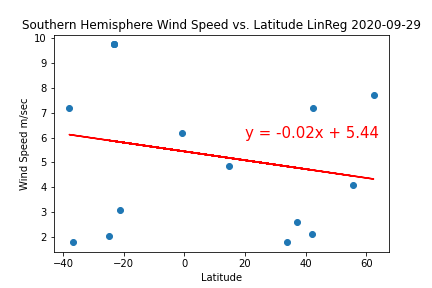 Southern Hemisphere Wind Speed vs. Latitude LinReg 2020-09-29
10
9
8
7
6
5
4
3
2
Wind Speed m/sec
y = -0.02x + 5.44
−40 −20 0 20 40 60
Latitude